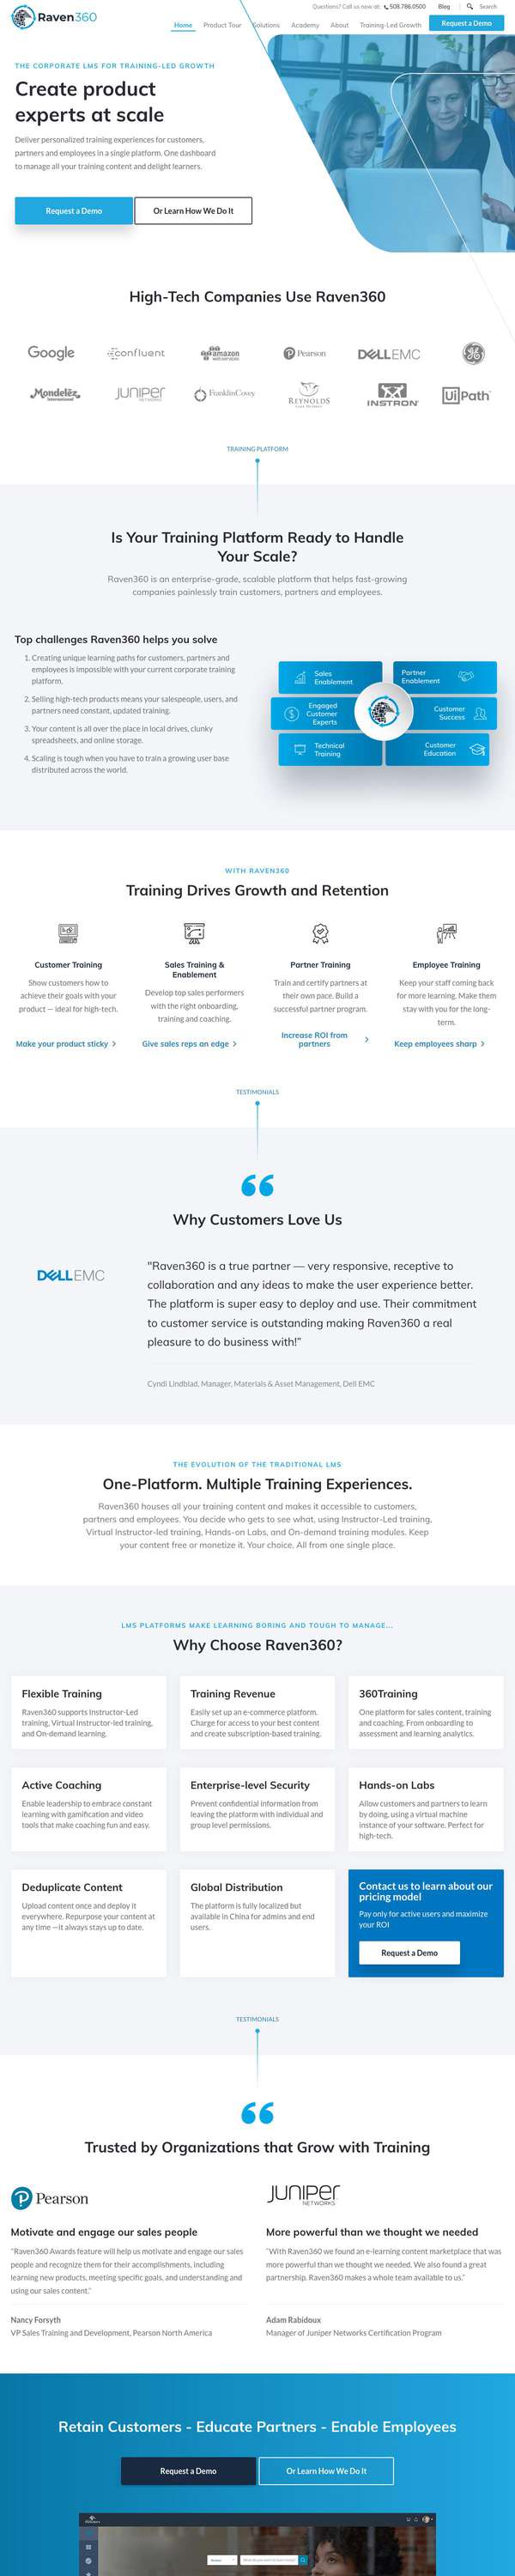 Questions? Call us now at: 508.786.0500 Blog Search
Raven360
Home Product Tour Solutions Academy About Training-Led Growth Request a Demo
THE CORPORATE LMS FOR TRAINING-LED GROWTH
Create product
experts at scale
Deliver personalized training experiences for customers,
partners and employees in a single platform. One dashboard
to manage all your training content and delight learners.
Request a Demo Or Learn How We Do It
High-Tech Companies Use Raven360
Google confluent amazon webservices Pearson DELLEMC GE
Mondelēz International JUNIPER NETWORKS FranklinCovey REYNOLDS INSTRON UiPath
TRAINING PLATFORM
Is Your Training Platform Ready to Handle
Your Scale?
Raven360 is an enterprise-grade, scalable platform that helps fast-growing
companies painlessly train customers, partners and employees.
Top challenges Raven360 helps you solve
1. Creating unique learning paths for customers, partners and
employees is impossible with your current corporate training
platform.
2. Selling high-tech products means your salespeople, users, and
partners need constant, updated training.
3. Your content is all over the place in local drives, clunky
spreadsheets, and online storage.
4. Scaling is tough when you have to train a growing user base
distributed across the world.
Sales
Enablement
Partner
Enablement
Engaged
Customer
Experts
Customer
Success
Technical
Training
Customer
Education
WITH RAVEN360
Training Drives Growth and Retention
Customer Training
Show customers how to
achieve their goals with your
product — ideal for high-tech.
Make your product sticky >
Sales Training &
Enablement
Develop top sales performers
with the right onboarding,
training and coaching.
Give sales reps an edge >
Partner Training
Train and certify partners at
their own pace. Build a
successful partner program.
Increase ROI from
partners >
Employee Training
Keep your staff coming back
for more learning. Make them
stay with you for the long-
term.
Keep employees sharp >
TESTIMONIALS
Why Customers Love Us
DELLEMC
"Raven360 is a true partner — very responsive, receptive to
collaboration and any ideas to make the user experience better.
The platform is super easy to deploy and use. Their commitment
to customer service is outstanding making Raven360 a real
pleasure to do business with!”
Cyndi Lindblad, Manager, Materials & Asset Management, Dell EMC
THE EVOLUTION OF THE TRADITIONAL LMS
One-Platform. Multiple Training Experiences.
Raven360 houses all your training content and makes it accessible to customers,
partners and employees. You decide who gets to see what, using Instructor-Led training,
Virtual Instructor-led training, Hands-on Labs, and On-demand training modules. Keep
your content free or monetize it. Your choice. All from one single place.
LMS PLATFORMS MAKE LEARNING BORING AND TOUGH TO MANAGE...
Why Choose Raven360?
Flexible Training
Raven360 supports Instructor-Led
training, Virtual Instructor-led training,
and On-demand learning.
Training Revenue
Easily set up an e-commerce platform.
Charge for access to your best content
and create subscription-based training.
360Training
One platform for sales content, training
and coaching. From onboarding to
assessment and learning analytics.
Active Coaching
Enable leadership to embrace constant
learning with gamification and video
tools that make coaching fun and easy.
Enterprise-level Security
Prevent confidential information from
leaving the platform with individual and
group level permissions.
Hands-on Labs
Allow customers and partners to learn
by doing, using a virtual machine
instance of your software. Perfect for
high-tech.
Deduplicate Content
Upload content once and deploy it
everywhere. Repurpose your content at
any time —it always stays up to date.
Global Distribution
The platform is fully localized but
available in China for admins and end
users.
Contact us to learn about our
pricing model
Pay only for active users and maximize
your ROI
Request a Demo
TESTIMONIALS
Trusted by Organizations that Grow with Training
Pearson
Motivate and engage our sales people
"Raven360 Awards feature will help us motivate and engage our sales
people and recognize them for their accomplishments, including
learning new products, meeting specific goals, and understanding and
using our sales content."
Nancy Forsyth
VP Sales Training and Development, Pearson North America
JUNIPER NETWORKS
More powerful than we thought we needed
"With Raven360 we found an e-learning content marketplace that was
more powerful than we thought we needed. We also found a great
partnership. Raven360 makes a whole team available to us."
Adam Rabidoux
Manager of Juniper Networks Certification Program
Retain Customers - Educate Partners - Enable Employees
Request a Demo Or Learn How We Do It